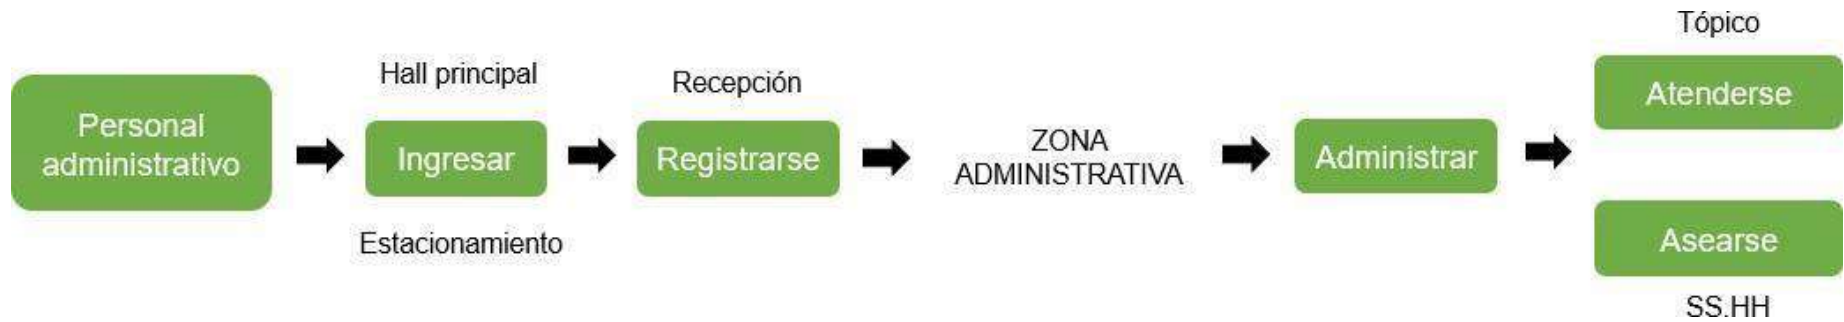 Personal
administrativo
Hall principal
Ingresar
Estacionamiento
Recepción
Registrarse
ZONA
ADMINISTRATIVA
Administrar
Tópico
Atenderse
Asearse
SS.HH